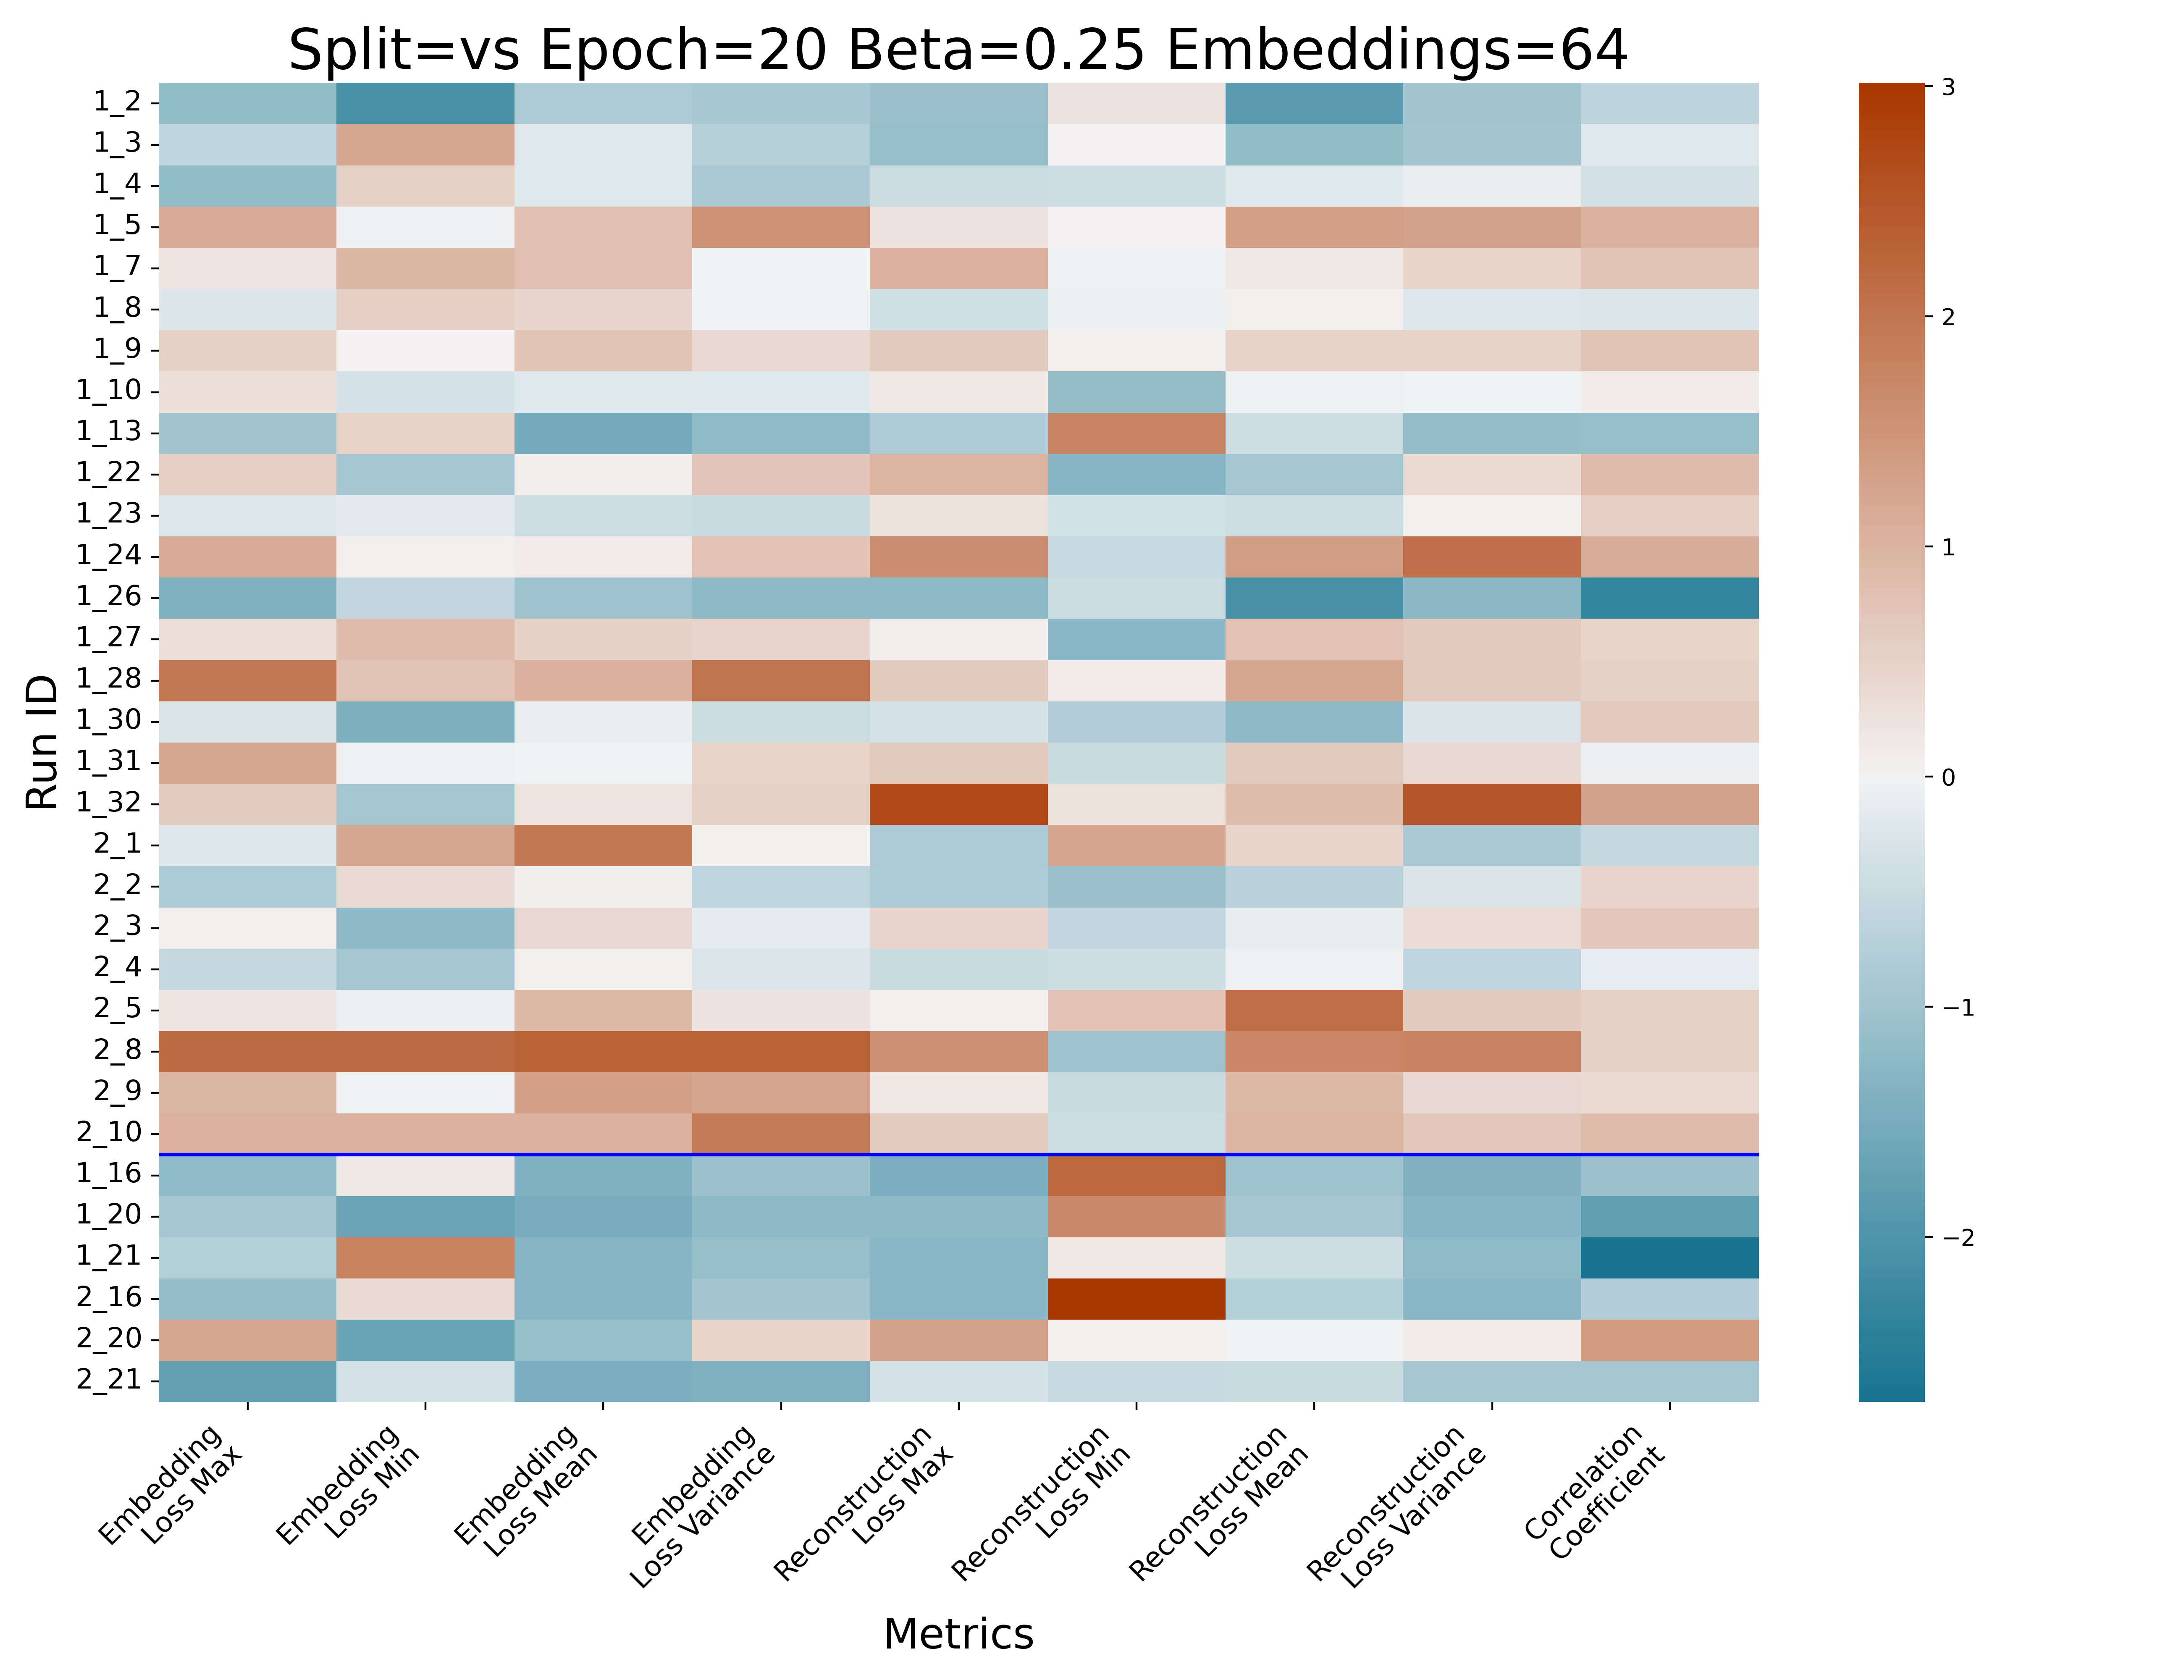 Split=vs Epoch=20 Beta=0.25 Embeddings=64
Run ID
1_2
1_3
1_4
1_5
1_7
1_8
1_9
1_10
1_13
1_22
1_23
1_24
1_26
1_27
1_28
1_30
1_31
1_32
2_1
2_2
2_3
2_4
2_5
2_8
2_9
2_10
1_16
1_20
1_21
2_16
2_20
2_21
Embedding
Loss Max
Embedding
Loss Min
Embedding
Loss Mean
Embedding
Loss Variance
Reconstruction
Loss Max
Reconstruction
Loss Min
Reconstruction
Loss Mean
Reconstruction
Loss Variance
Correlation
Coefficient
Metrics
3
2
1
0
−1
−2